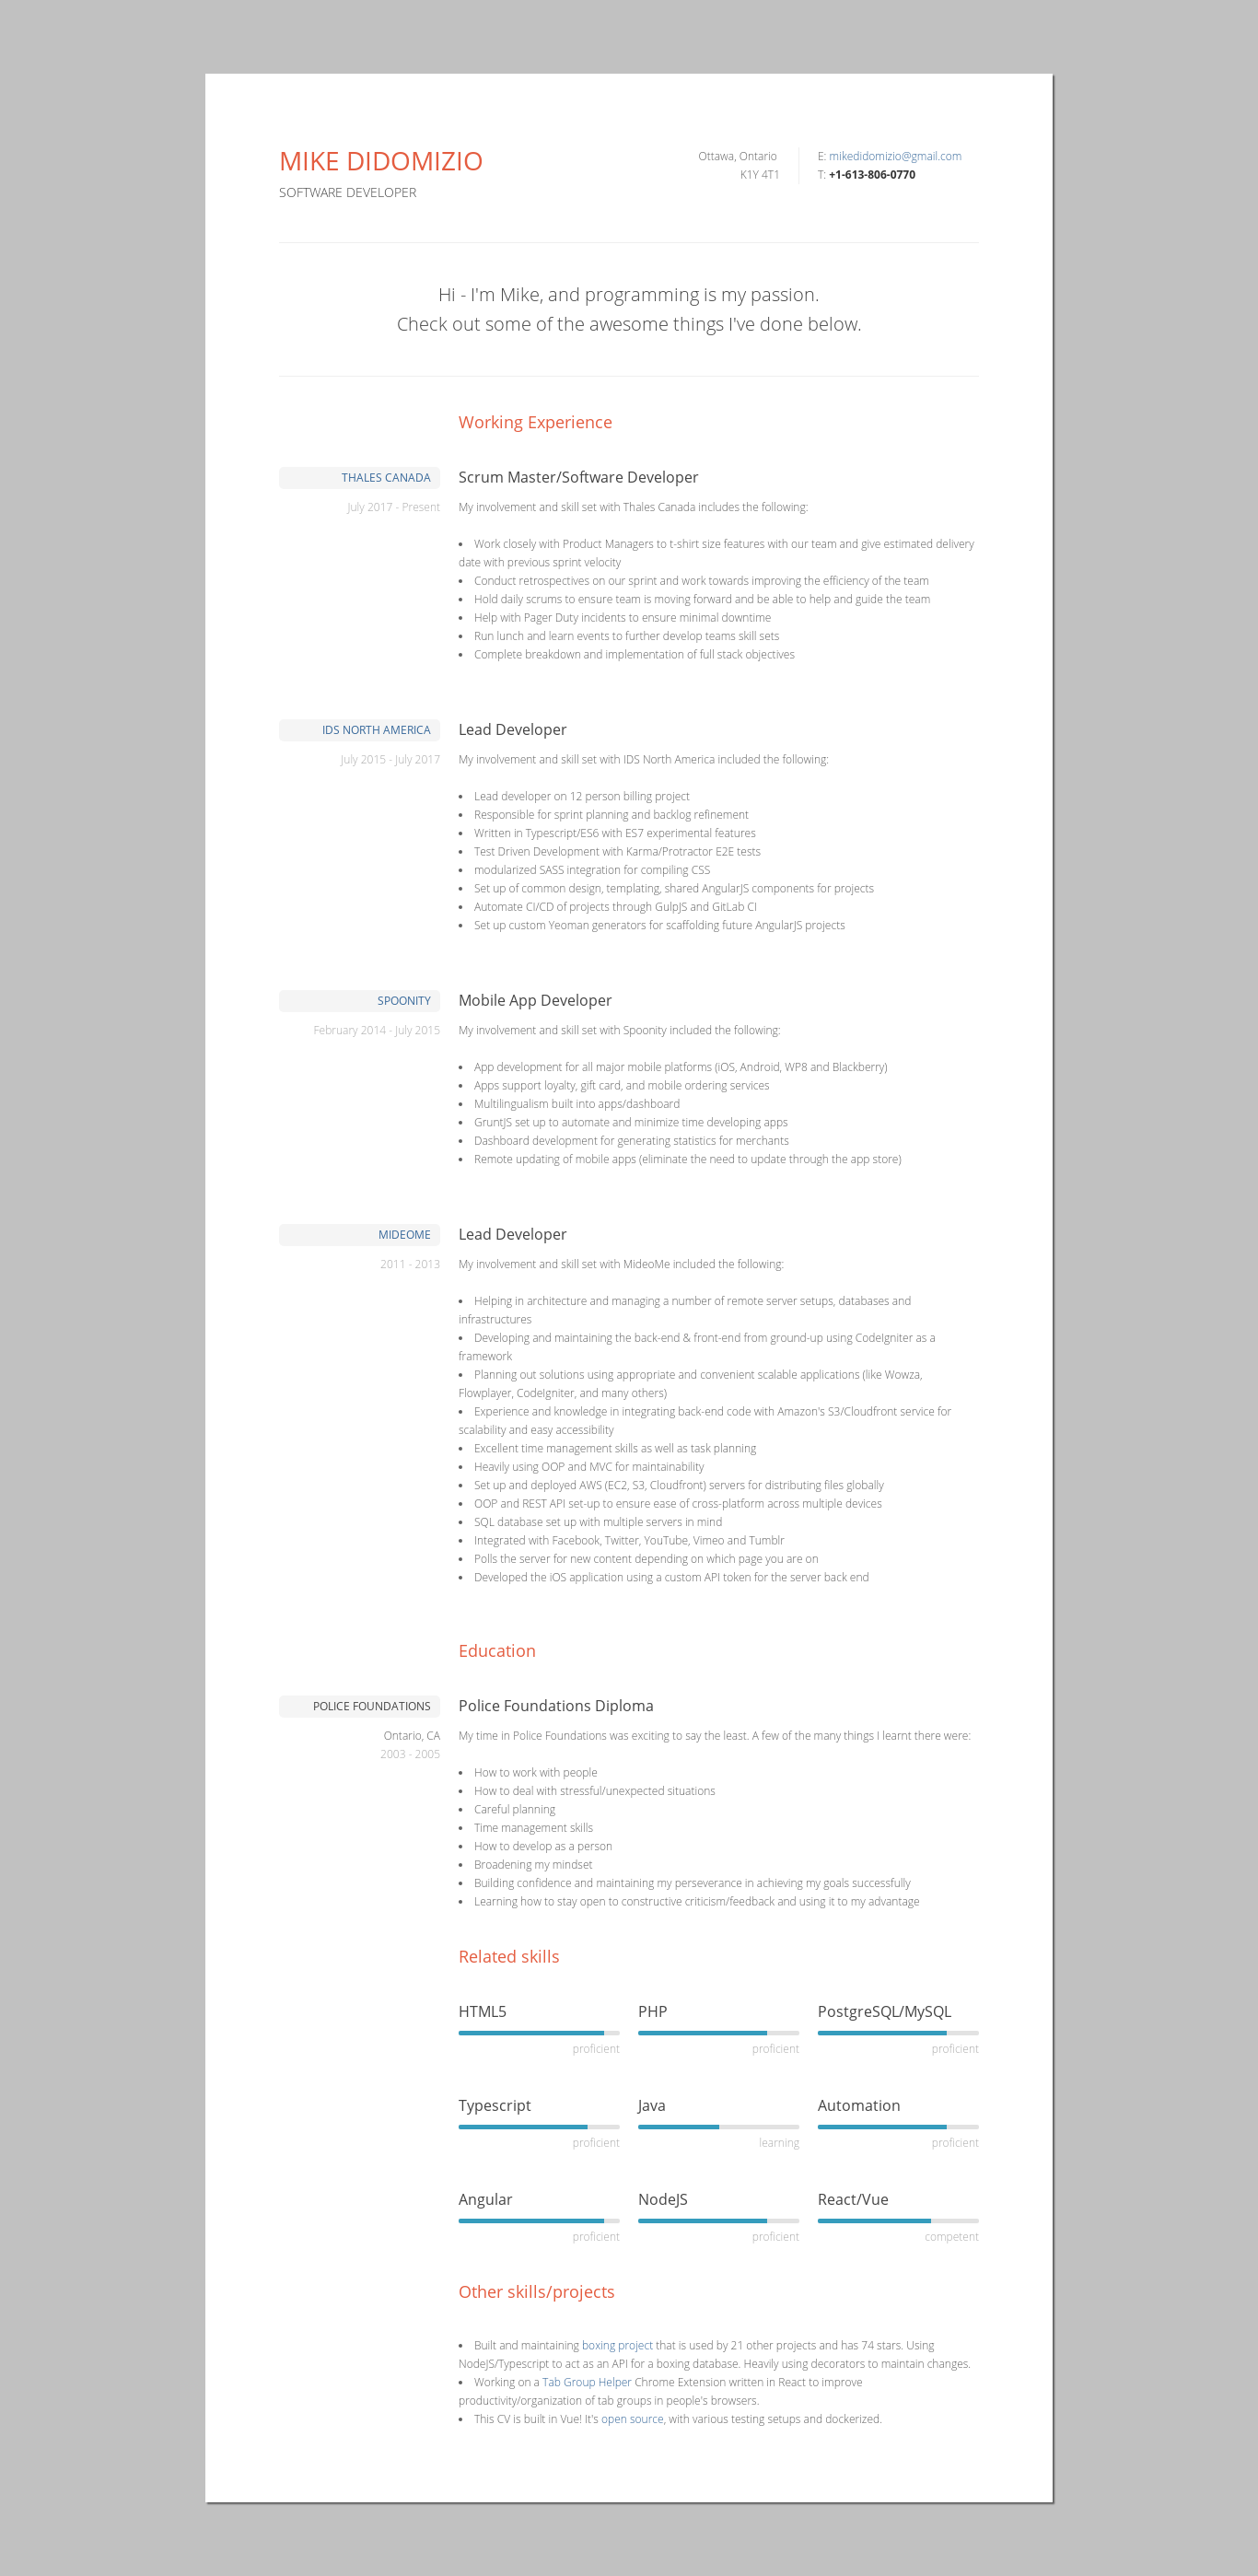 MIKE DIDOMIZIO
SOFTWARE DEVELOPER
Ottawa, Ontario
K1Y 4T1
E: mikedidomizio@gmail.com
T: +1-613-806-0770
Hi - I'm Mike, and programming is my passion.
Check out some of the awesome things I've done below.
Working Experience
THALES CANADA
July 2017 - Present
Scrum Master/Software Developer
My involvement and skill set with Thales Canada includes the following:
• Work closely with Product Managers to t-shirt size features with our team and give estimated delivery
date with previous sprint velocity
• Conduct retrospectives on our sprint and work towards improving the efficiency of the team
• Hold daily scrums to ensure team is moving forward and be able to help and guide the team
• Help with Pager Duty incidents to ensure minimal downtime
• Run lunch and learn events to further develop teams skill sets
• Complete breakdown and implementation of full stack objectives
IDS NORTH AMERICA
July 2015 - July 2017
Lead Developer
My involvement and skill set with IDS North America included the following:
• Lead developer on 12 person billing project
• Responsible for sprint planning and backlog refinement
• Written in Typescript/ES6 with ES7 experimental features
• Test Driven Development with Karma/Protractor E2E tests
• modularized SASS integration for compiling CSS
• Set up of common design, templating, shared AngularJS components for projects
• Automate CI/CD of projects through GulpJS and GitLab CI
• Set up custom Yeoman generators for scaffolding future AngularJS projects
SPOONITY
February 2014 - July 2015
Mobile App Developer
My involvement and skill set with Spoonity included the following:
• App development for all major mobile platforms (iOS, Android, WP8 and Blackberry)
• Apps support loyalty, gift card, and mobile ordering services
• Multilingualism built into apps/dashboard
• GruntJS set up to automate and minimize time developing apps
• Dashboard development for generating statistics for merchants
• Remote updating of mobile apps (eliminate the need to update through the app store)
MIDEOME
2011 - 2013
Lead Developer
My involvement and skill set with MideoMe included the following:
• Helping in architecture and managing a number of remote server setups, databases and
infrastructures
• Developing and maintaining the back-end & front-end from ground-up using CodeIgniter as a
framework
• Planning out solutions using appropriate and convenient scalable applications (like Wowza,
Flowplayer, CodeIgniter, and many others)
• Experience and knowledge in integrating back-end code with Amazon's S3/Cloudfront service for
scalability and easy accessibility
• Excellent time management skills as well as task planning
• Heavily using OOP and MVC for maintainability
• Set up and deployed AWS (EC2, S3, Cloudfront) servers for distributing files globally
• OOP and REST API set-up to ensure ease of cross-platform across multiple devices
• SQL database set up with multiple servers in mind
• Integrated with Facebook, Twitter, YouTube, Vimeo and Tumblr
• Polls the server for new content depending on which page you are on
• Developed the iOS application using a custom API token for the server back end
Education
POLICE FOUNDATIONS
Ontario, CA
2003 - 2005
Police Foundations Diploma
My time in Police Foundations was exciting to say the least. A few of the many things I learnt there were:
• How to work with people
• How to deal with stressful/unexpected situations
• Careful planning
• Time management skills
• How to develop as a person
• Broadening my mindset
• Building confidence and maintaining my perseverance in achieving my goals successfully
• Learning how to stay open to constructive criticism/feedback and using it to my advantage
Related skills
HTML5
proficient
PHP
proficient
PostgreSQL/MySQL
proficient
Typescript
proficient
Java
learning
Automation
proficient
Angular
proficient
NodeJS
proficient
React/Vue
competent
Other skills/projects
• Built and maintaining boxing project that is used by 21 other projects and has 74 stars. Using
NodeJS/Typescript to act as an API for a boxing database. Heavily using decorators to maintain changes.
• Working on a Tab Group Helper Chrome Extension written in React to improve
productivity/organization of tab groups in people's browsers.
• This CV is built in Vue! It's open source, with various testing setups and dockerized.